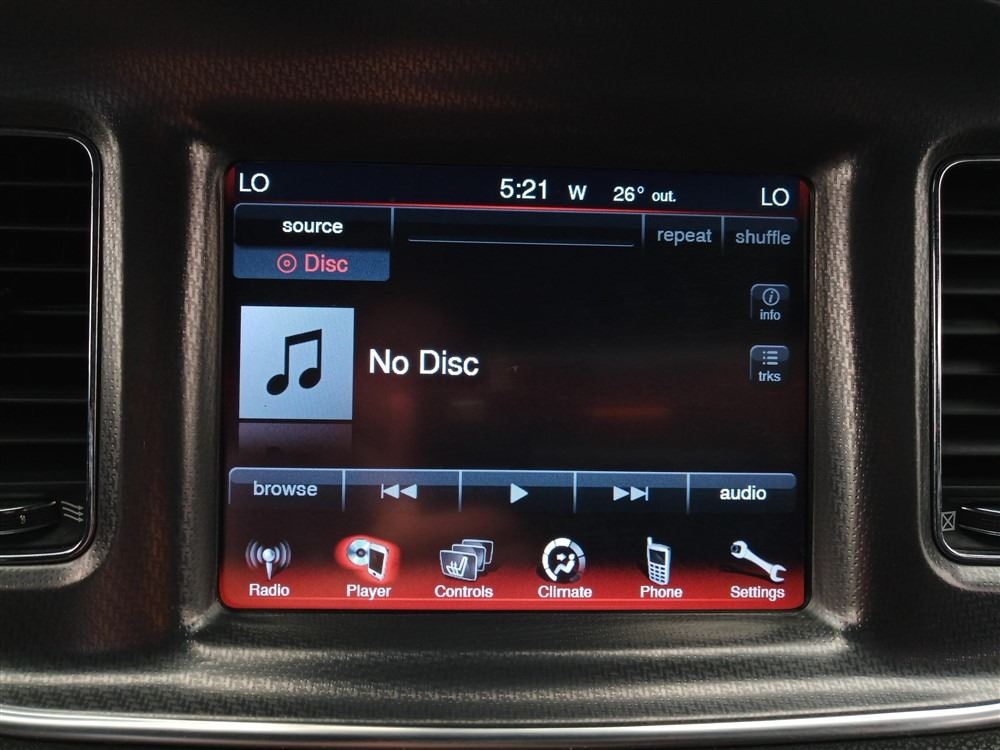 LO 5:21 W 26° out. LO
source repeat shuffle
Disc
info
No Disc
trks
browse audio
Radio Player Controls Climate Phone Settings